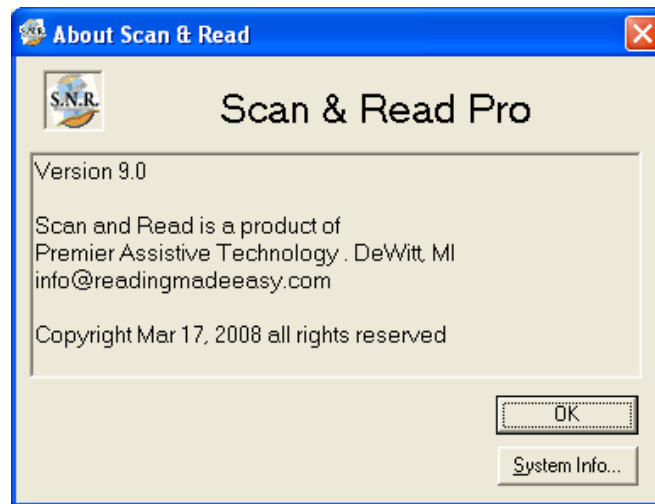 About Scan & Read
S.N.R.
Scan & Read Pro
Version 9.0
Scan and Read is a product of
Premier Assistive Technology . DeWitt, MI
info@readingmadeeasy.com
Copyright Mar 17, 2008 all rights reserved
OK
System Info...